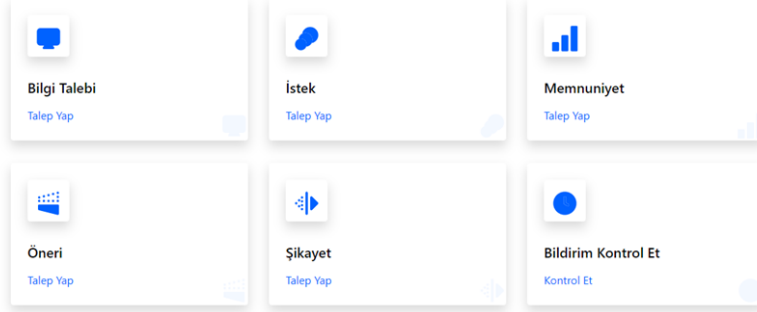 Bilgi Talebi
Talep Yap
İstek
Talep Yap
Memnuniyet
Talep Yap
Öneri
Talep Yap
Şikayet
Talep Yap
Bildirim Kontrol Et
Kontrol Et